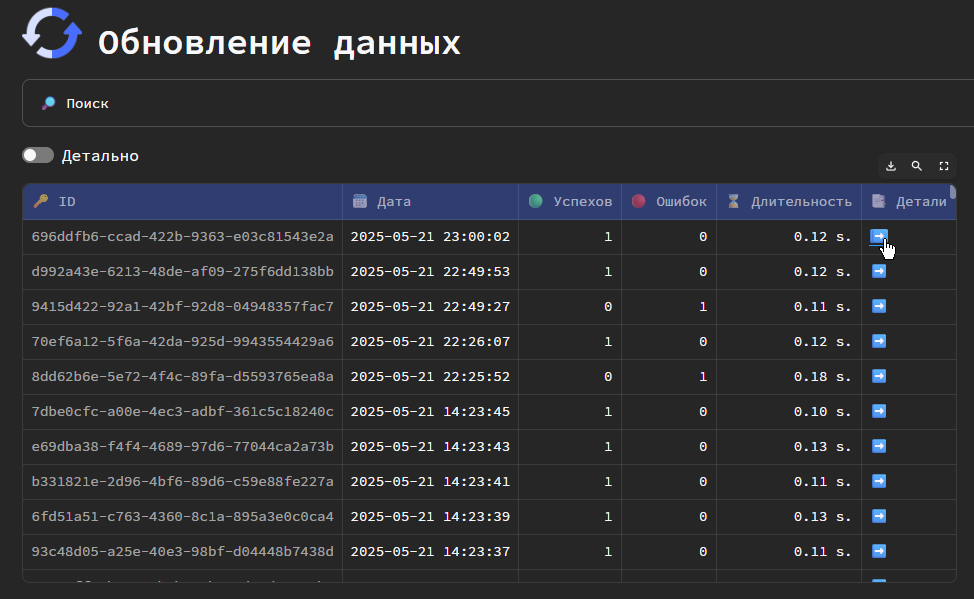 Обновление данных
Поиск
Детально
ID Дата Успехов Ошибок Длительность Детали
696ddfb6-ccad-422b-9363-e03c81543e2a 2025-05-21 23:00:02 1 0 0.12 s.
d992a43e-6213-48de-af09-275f6dd138bb 2025-05-21 22:49:53 1 0 0.12 s.
9415d422-92a1-42bf-92d8-04948357fac7 2025-05-21 22:49:27 0 1 0.11 s.
70ef6a12-5f6a-42da-925d-9943554429a6 2025-05-21 22:26:07 1 0 0.12 s.
8dd62b6e-5e72-4f4c-89fa-d5593765ea8a 2025-05-21 22:25:52 0 1 0.18 s.
7dbe0cfc-a00e-4ec3-adbf-361c5c18240c 2025-05-21 14:23:45 1 0 0.10 s.
e69dba38-f4f4-4689-97d6-77044ca2a73b 2025-05-21 14:23:43 1 0 0.13 s.
b331821e-2d96-4bf6-89d6-c59e88fe227a 2025-05-21 14:23:41 1 0 0.11 s.
6fd51a51-c763-4360-8c1a-895a3e0c0ca4 2025-05-21 14:23:39 1 0 0.13 s.
93c48d05-a25e-40e3-98bf-d04448b7438d 2025-05-21 14:23:37 1 0 0.11 s.